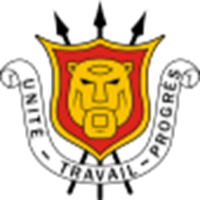 UNITÉ - TRAVAIL - PROGRÈS